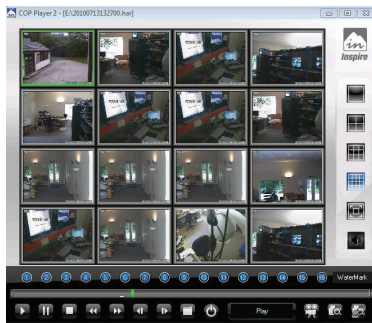 COP Player 2 - [E:\20100713132700.har]
in
inspire
1 2 3 4 5 6 7 8 9 10 11 12 13 14 15 16 WaterMark
Play